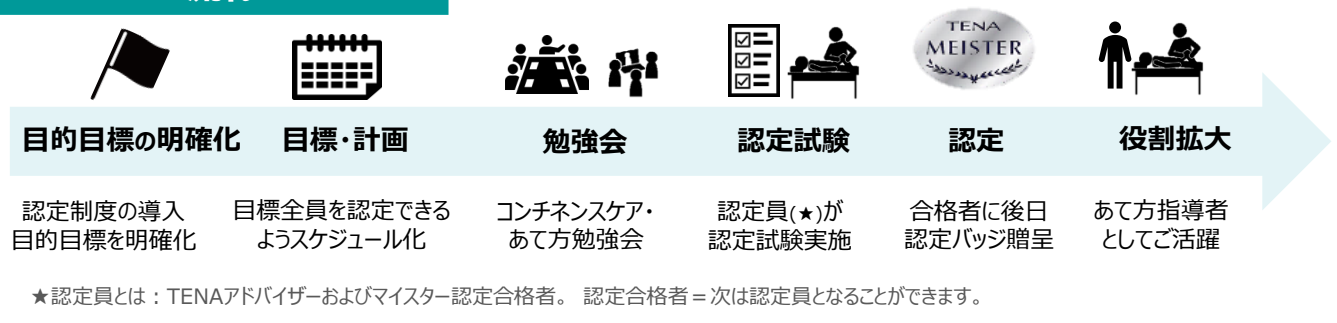 TENA
MEISTER
目的目標の明確化
目標・計画
勉強会
認定試験
認定
役割拡大
認定制度の導入
目的目標を明確化
目標全員を認定できる
ようスケジュール化
コンチネンスケア・
あて方勉強会
認定員(★)が
認定試験実施
合格者に後日
認定バッジ贈呈
あて方指導者
としてご活躍
★認定員とは：TENAアドバイザーおよびマイスター認定合格者。 認定合格者＝次は認定員となることができます。